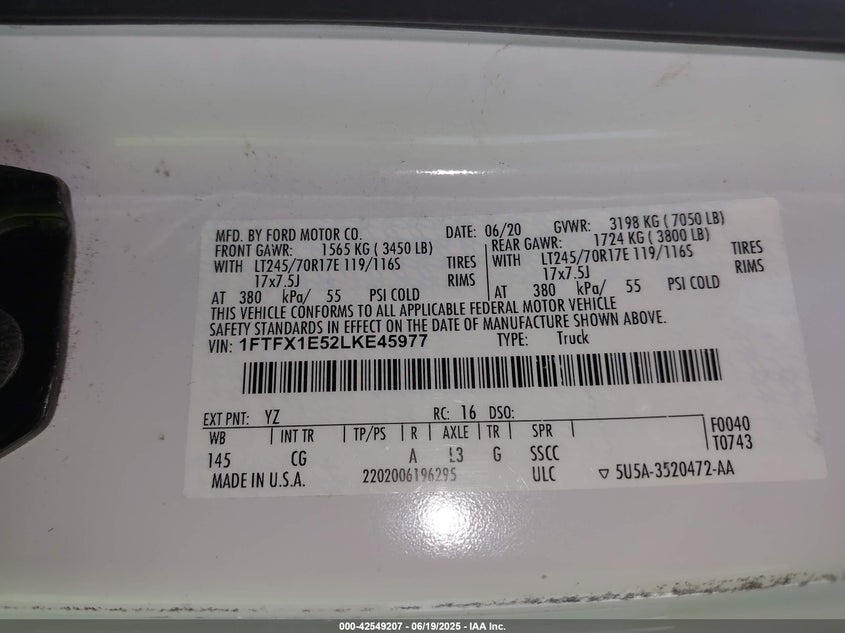 MFD. BY FORD MOTOR CO. DATE: 06/20 GVWR: 3198 KG ( 7050 LB)
FRONT GAWR: 1565 KG ( 3450 LB) REAR GAWR: 1724 KG ( 3800 LB)
WITH LT245/70R17E 119/116S TIRES WITH LT245/70R17E 119/116S TIRES
17x7.5J RIMS 17x7.5J RIMS
AT 380 kPa/ 55 PSI COLD AT 380 kPa/ 55 PSI COLD
THIS VEHICLE CONFORMS TO ALL APPLICABLE FEDERAL MOTOR VEHICLE
SAFETY STANDARDS IN EFFECT ON THE DATE OF MANUFACTURE SHOWN ABOVE.
VIN: 1FTFX1E52LKE45977 TYPE: Truck
EXT PNT: YZ RC: 16 DSO:
WB INT TR TP/PS R AXLE TR SPR F0040
145 CG A L3 G SSCC T0743
MADE IN U.S.A. 2202006196295 ULC ▽ 5U5A-3520472-AA
000-42549207 - 06/19/2025 - IAA Inc.